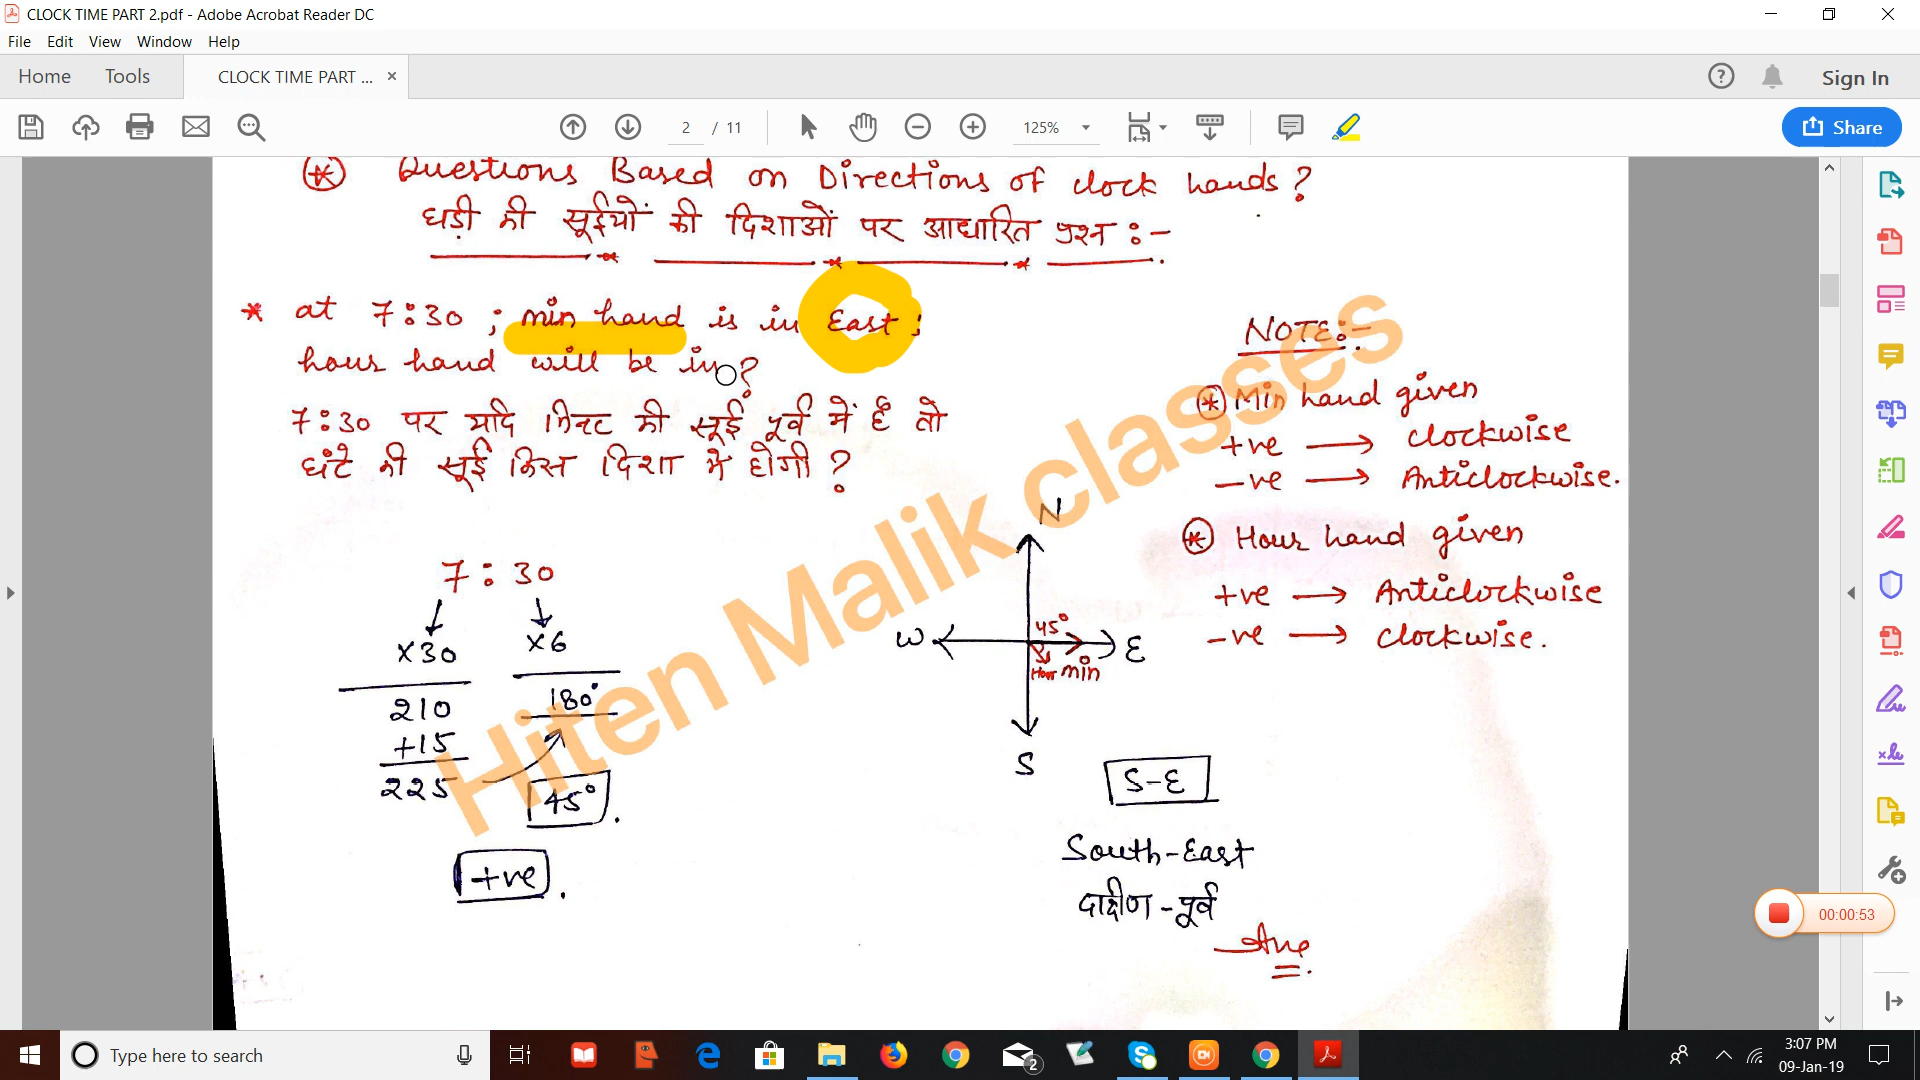 CLOCK TIME PART 2.pdf - Adobe Acrobat Reader DC
File Edit View Window Help
Home Tools CLOCK TIME PART ... × Sign In
2 / 11 125% Share
Questions Based on Directions of clock hands?
घड़ी की सूईयों की दिशाओं पर आधारित प्रश्न :-
* at 7:30 ; min hand is in East ;
hour hand will be in ?
7:30 पर यदि मिनट की सूई पूर्व में है तो
घंटे की सूई किस दिशा में होगी ?
NOTE:-
* Min hand given
+ve → clockwise
-ve → Anticlockwise.
* Hour hand given
+ve → Anticlockwise
-ve → clockwise.
7 : 30
×30 ×6
210 180°
+15
225 45°
+ve
N
W E
S
45°
Hour min
S-E
South-East
दक्षिण-पूर्व
Ans
Hiten Malik classes
00:00:53
Type here to search
2
3:07 PM
09-Jan-19